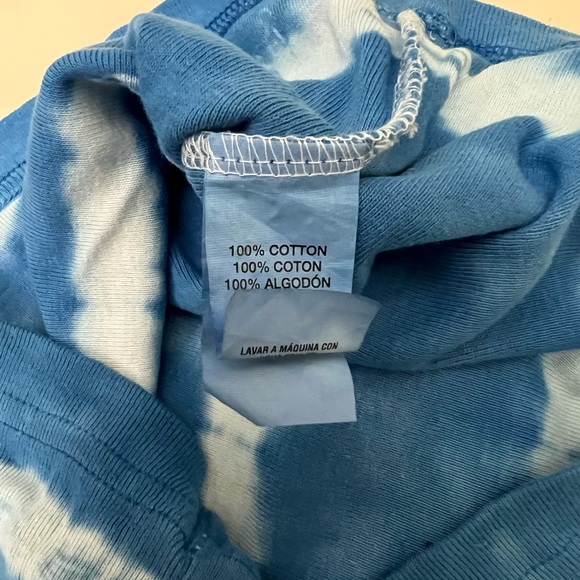 100% COTTON
100% COTON
100% ALGODÓN
LAVAR A MÁQUINA CON